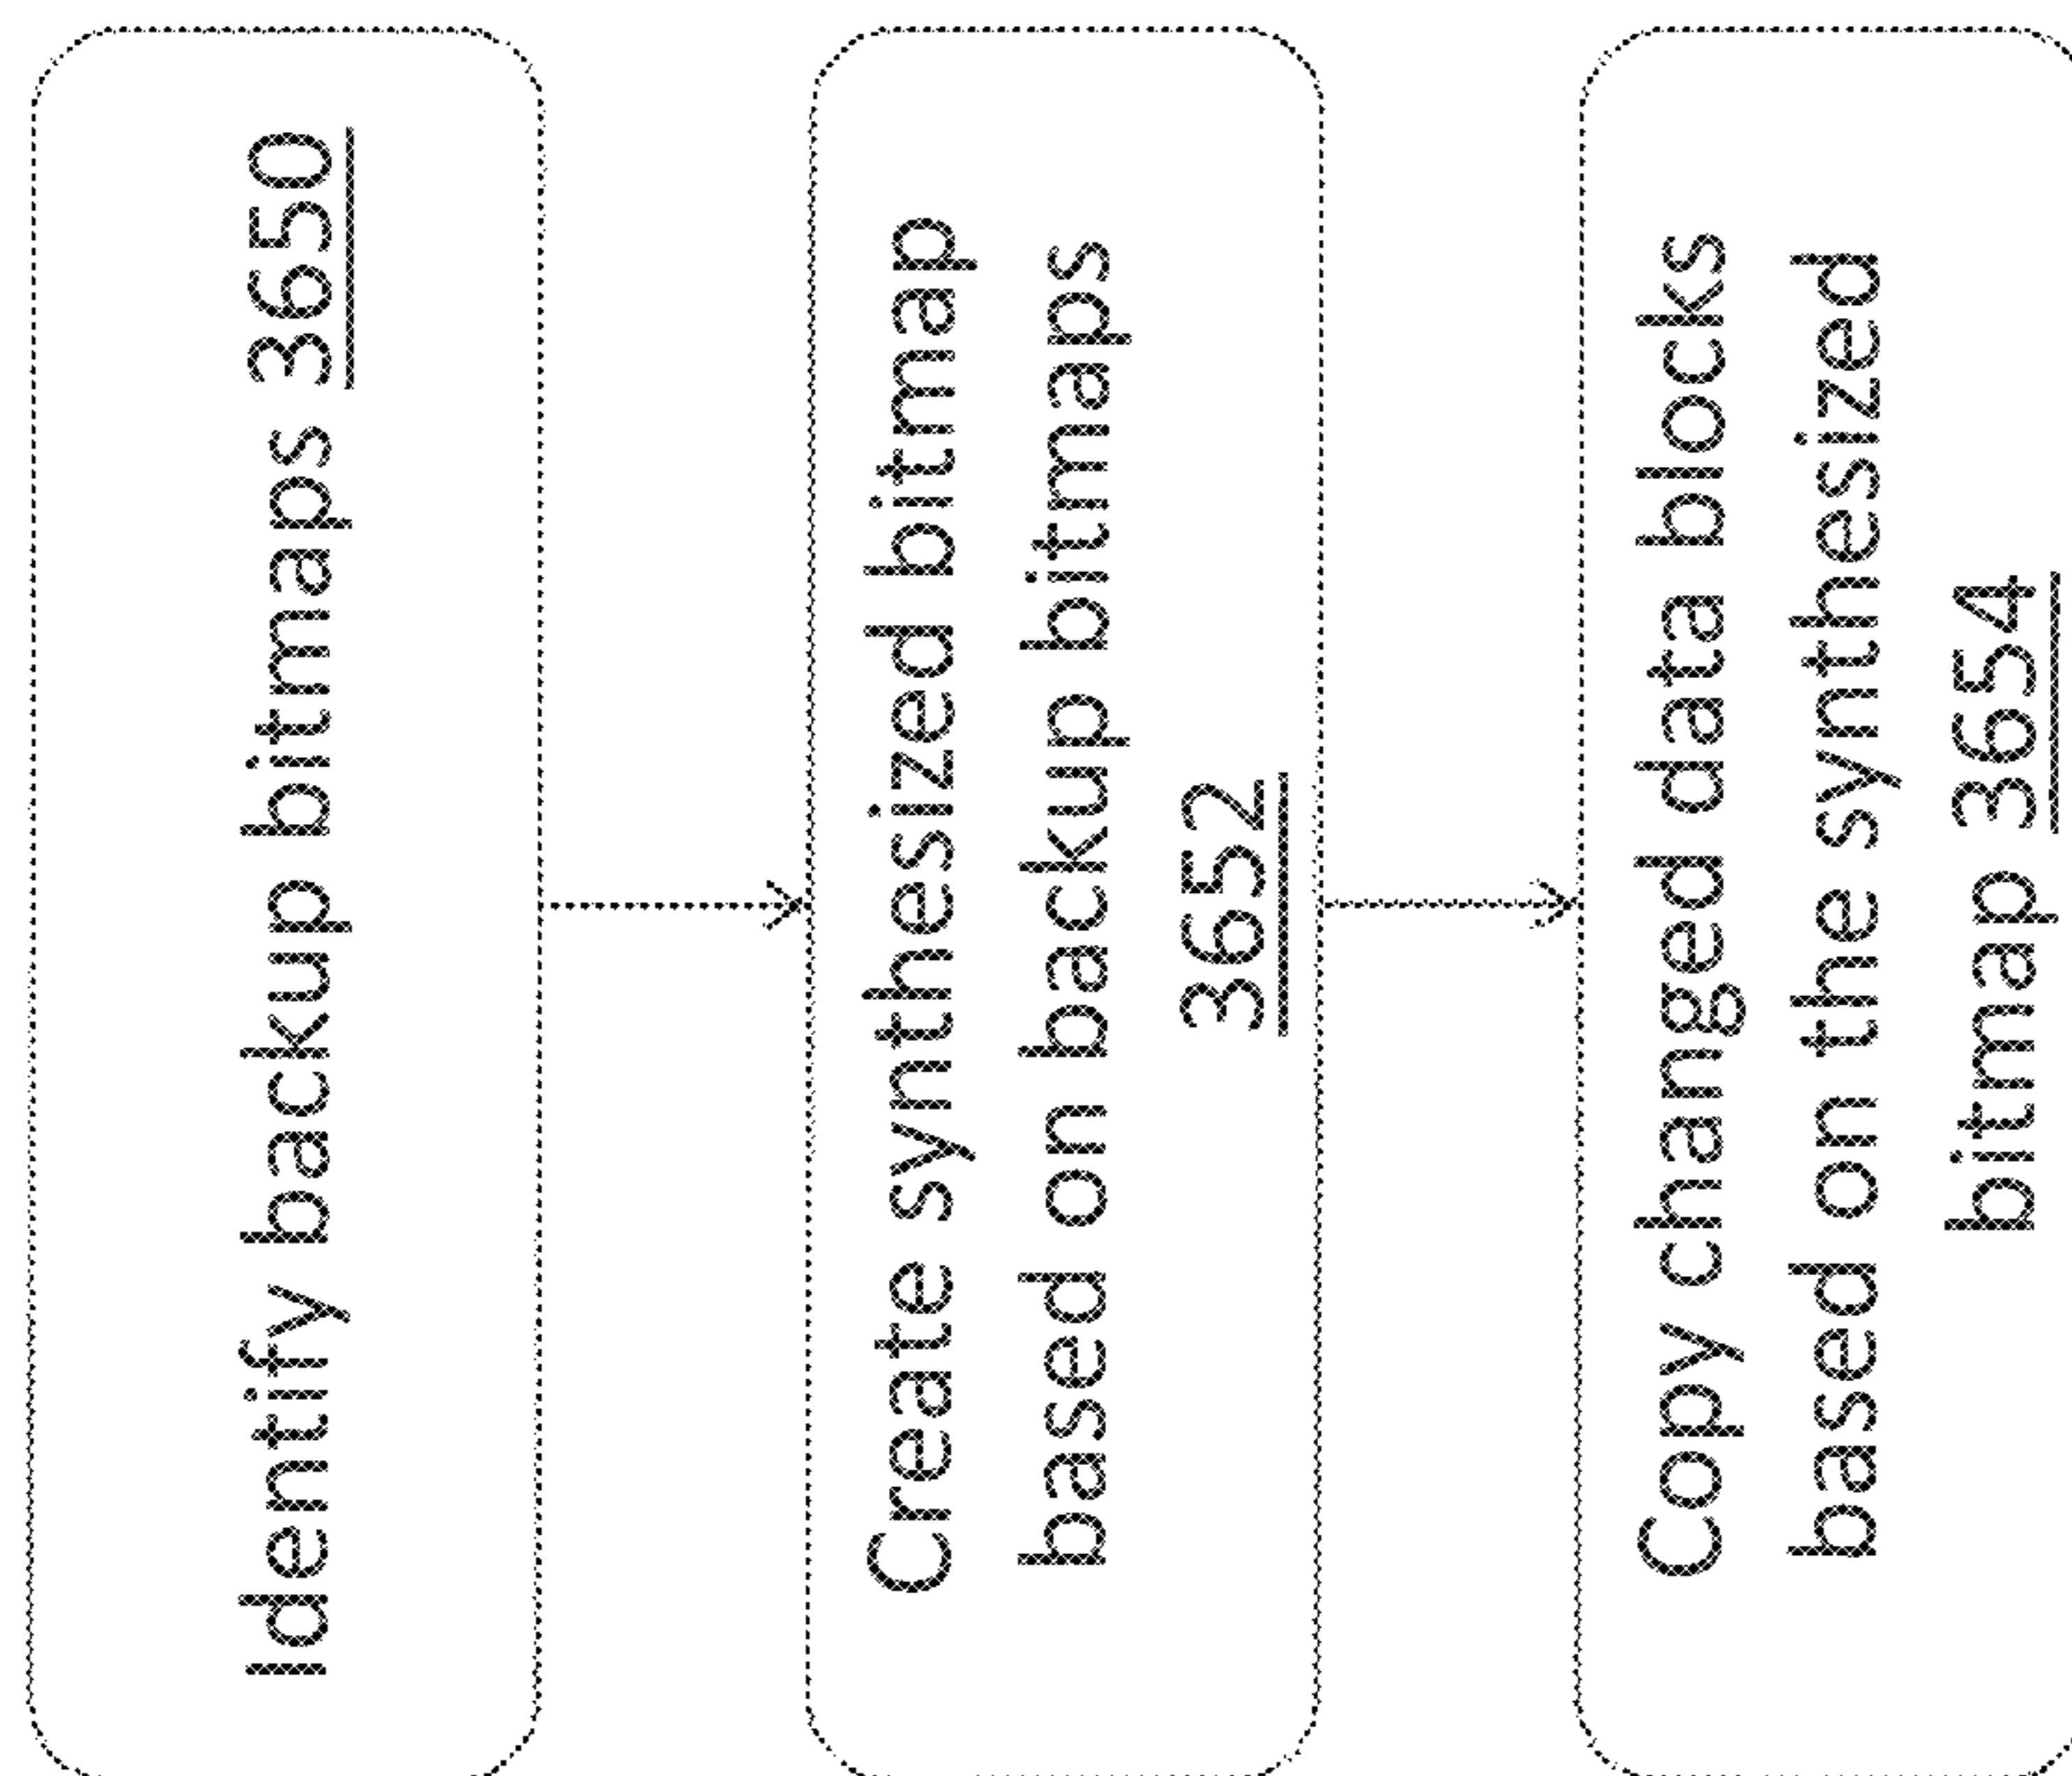 Identify backup bitmaps 3650
Create synthesized bitmap
based on backup bitmaps
3652
Copy changed data blocks
based on the synthesized
bitmap 3654